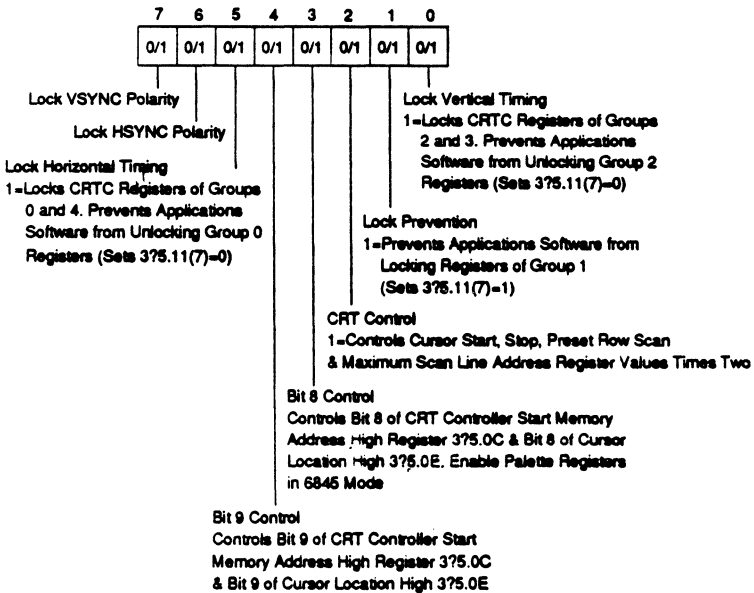 7 6 5 4 3 2 1 0
0/1 0/1 0/1 0/1 0/1 0/1 0/1 0/1
Lock VSYNC Polarity
Lock HSYNC Polarity
Lock Horizontal Timing
1=Locks CRTC Registers of Groups
0 and 4. Prevents Applications
Software from Unlocking Group 0
Registers (Sets 3?5.11(7)=0)
Lock Vertical Timing
1=Locks CRTC Registers of Groups
2 and 3. Prevents Applications
Software from Unlocking Group 2
Registers (Sets 3?5.11(7)=0)
Lock Prevention
1=Prevents Applications Software from
Locking Registers of Group 1
(Sets 3?5.11(7)=1)
CRT Control
1=Controls Cursor Start, Stop, Preset Row Scan
& Maximum Scan Line Address Register Values Times Two
Bit 8 Control
Controls Bit 8 of CRT Controller Start Memory
Address High Register 3?5.0C & Bit 8 of Cursor
Location High 3?5.0E. Enable Palette Registers
in 6845 Mode
Bit 9 Control
Controls Bit 9 of CRT Controller Start
Memory Address High Register 3?5.0C
& Bit 9 of Cursor Location High 3?5.0E